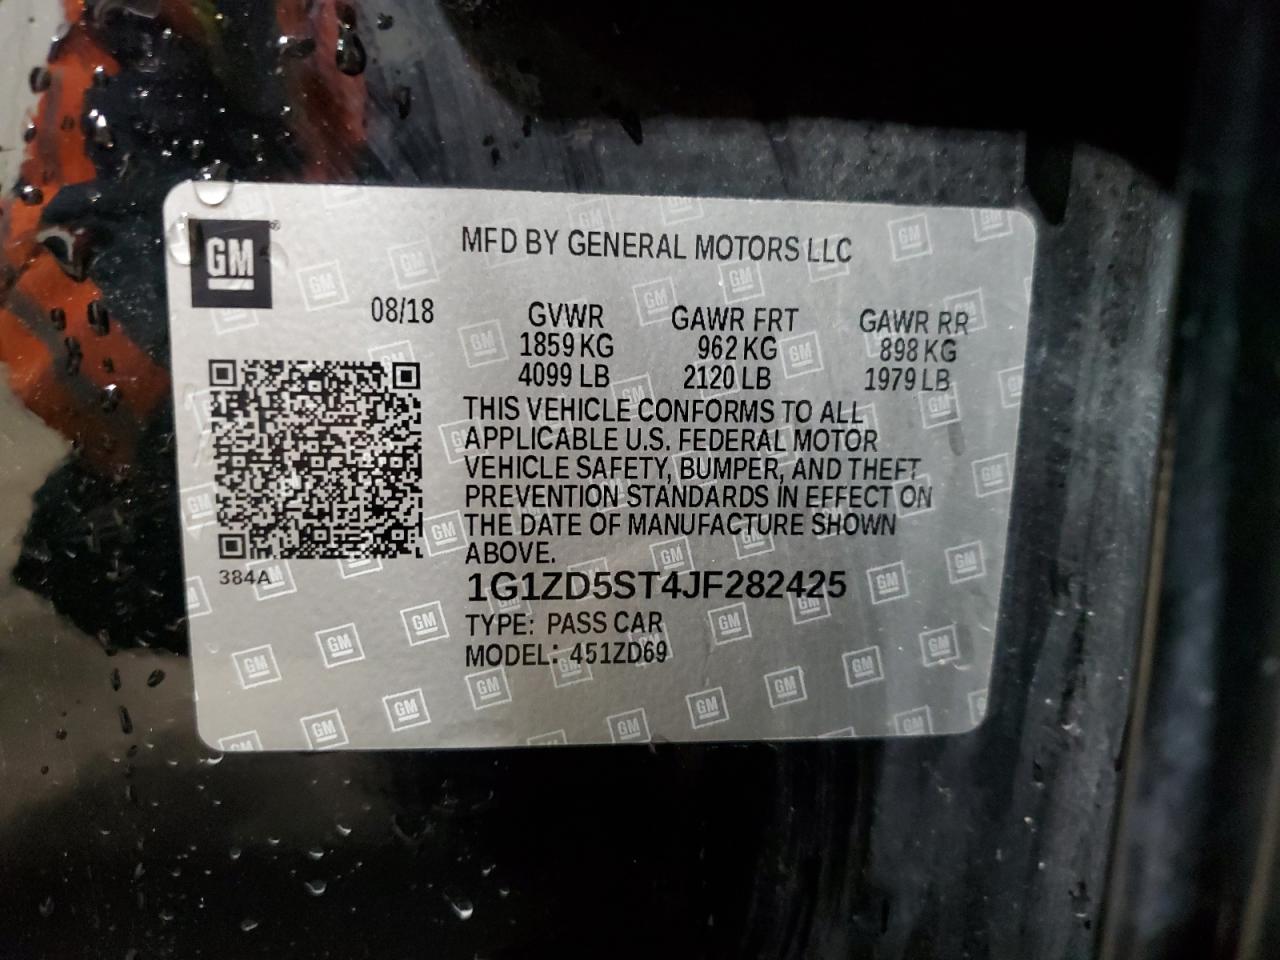 GM
MFD BY GENERAL MOTORS LLC
08/18
GVWR GAWR FRT GAWR RR
1859 KG 962 KG 898 KG
4099 LB 2120 LB 1979 LB
THIS VEHICLE CONFORMS TO ALL
APPLICABLE U.S. FEDERAL MOTOR
VEHICLE SAFETY, BUMPER, AND THEFT
PREVENTION STANDARDS IN EFFECT ON
THE DATE OF MANUFACTURE SHOWN
ABOVE.
384A
1G1ZD5ST4JF282425
TYPE: PASS CAR
MODEL: 451ZD69